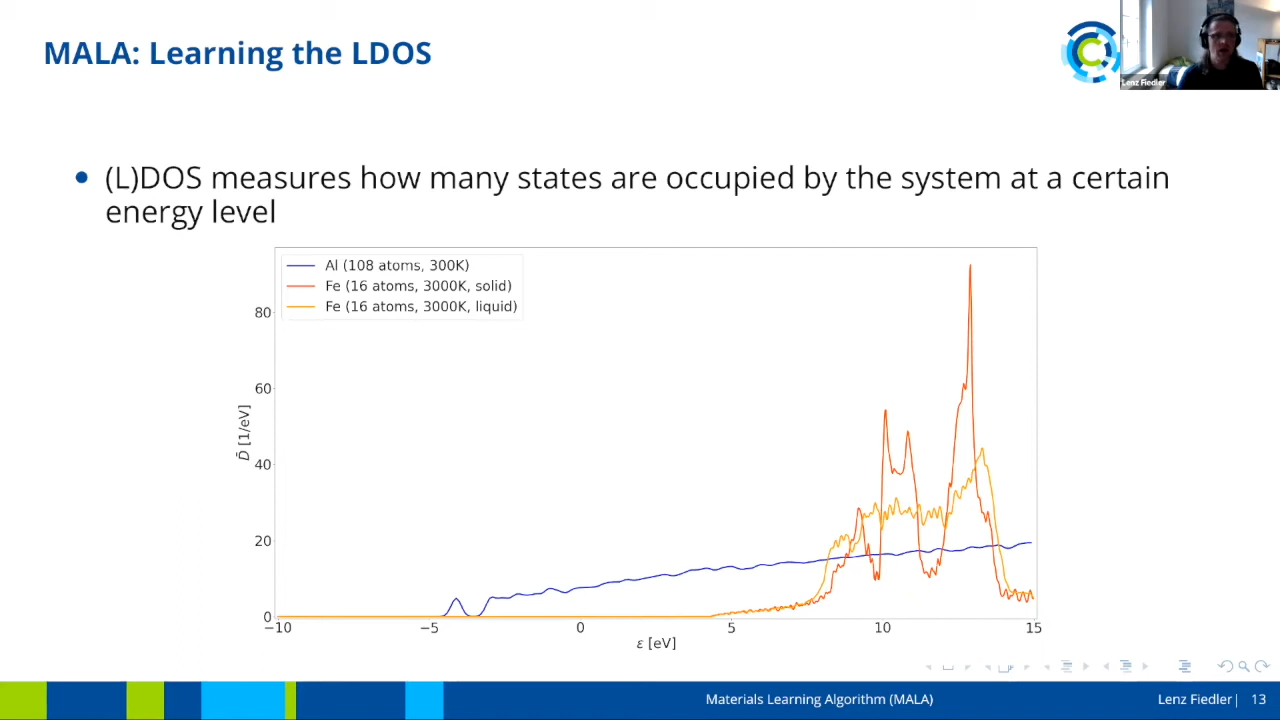 MALA: Learning the LDOS
Lenz Fiedler
(L)DOS measures how many states are occupied by the system at a certain
energy level
Al (108 atoms, 300K)
Fe (16 atoms, 3000K, solid)
Fe (16 atoms, 3000K, liquid)
80
60
40
20
0
D̄ [1/eV]
−10 −5 0 5 10 15
ε [eV]
Materials Learning Algorithm (MALA)
Lenz Fiedler| 13